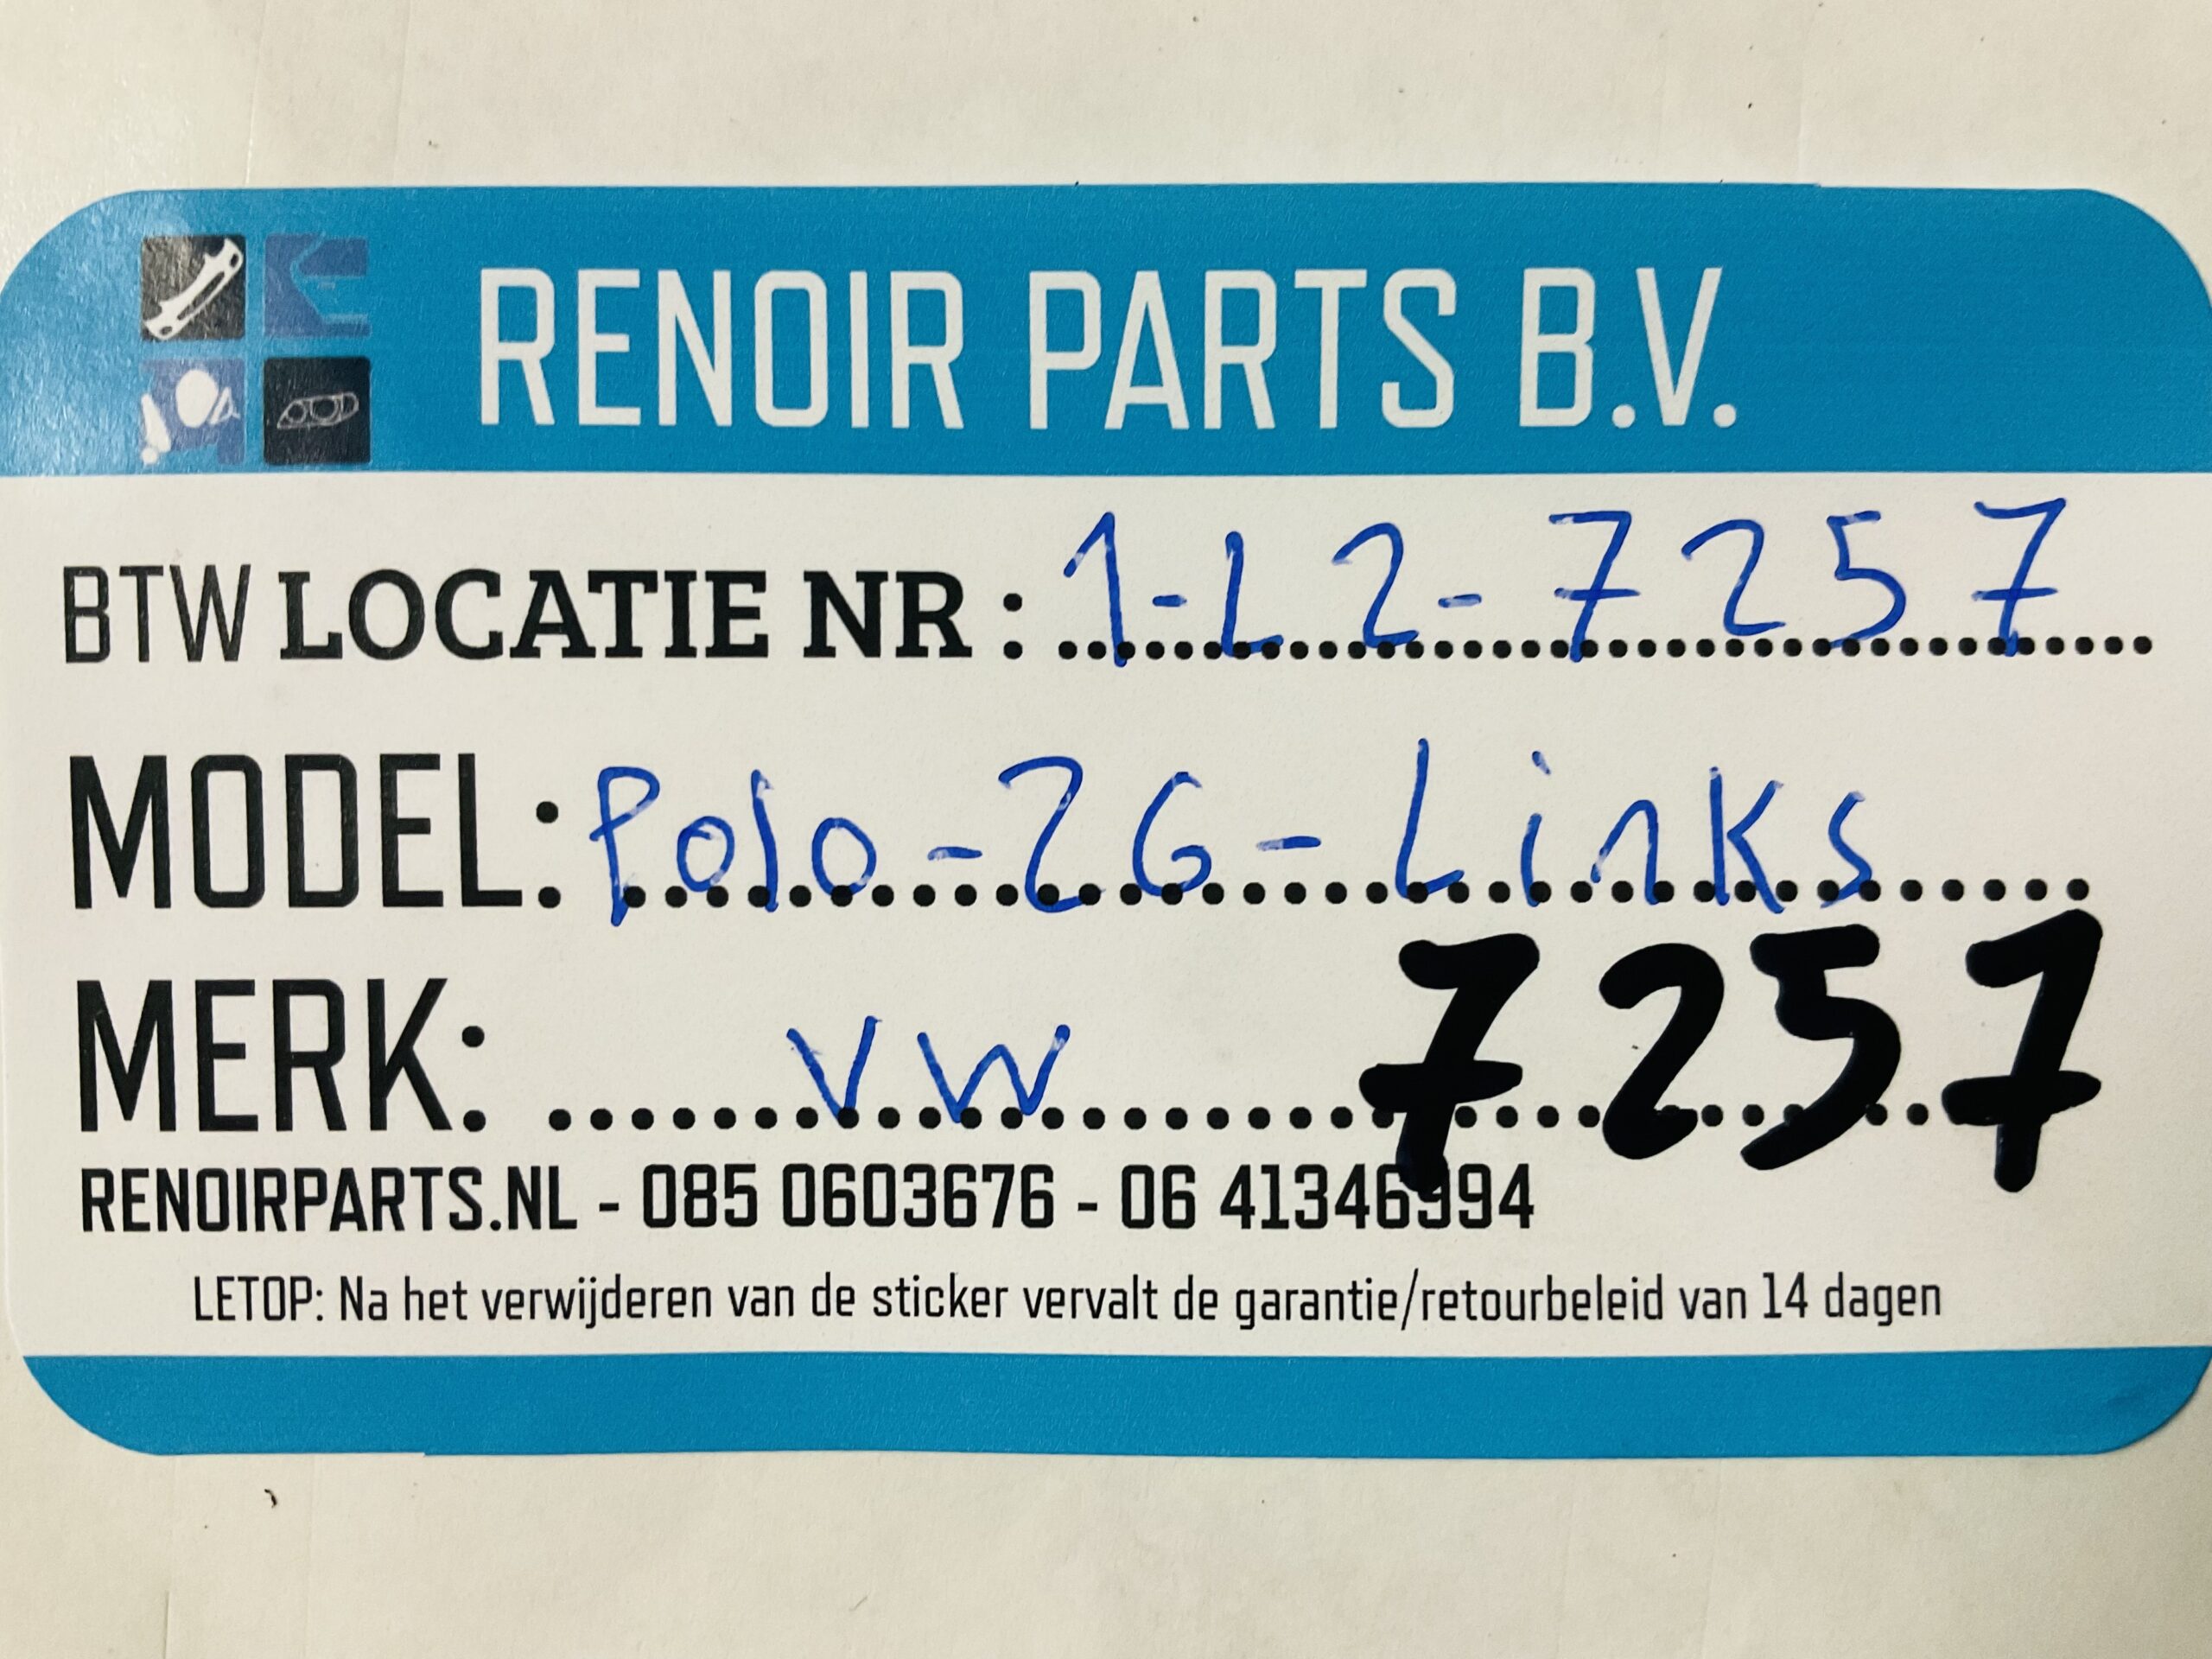 RENOIR PARTS B.V.
BTW LOCATIE NR : 1-L2-7257
MODEL: Polo-2G-Links
MERK: VW 7257
RENOIRPARTS.NL - 085 0603676 - 06 41346994
LETOP: Na het verwijderen van de sticker vervalt de garantie/retourbeleid van 14 dagen